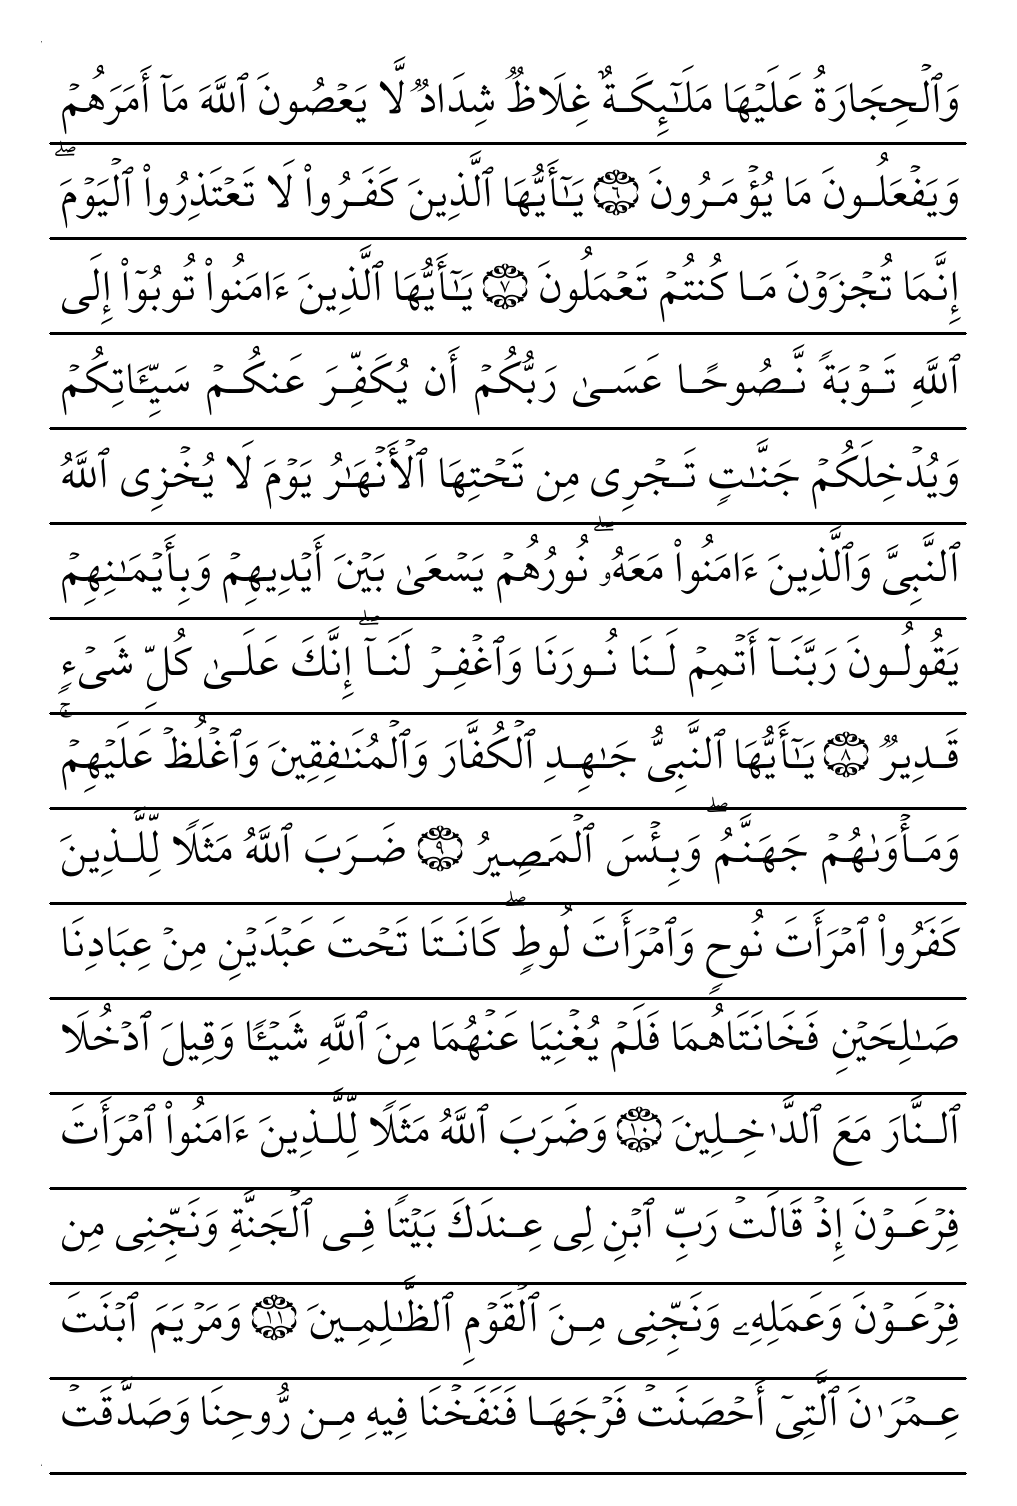 وَٱلۡحِجَارَةُ عَلَيۡهَا مَلَٰٓئِكَةٌ غِلَاظٞ شِدَادٞ لَّا يَعۡصُونَ ٱللَّهَ مَآ أَمَرَهُمۡ
وَيَفۡعَلُونَ مَا يُؤۡمَرُونَ ٦ يَٰٓأَيُّهَا ٱلَّذِينَ كَفَرُواْ لَا تَعۡتَذِرُواْ ٱلۡيَوۡمَۖ
إِنَّمَا تُجۡزَوۡنَ مَا كُنتُمۡ تَعۡمَلُونَ ٧ يَٰٓأَيُّهَا ٱلَّذِينَ ءَامَنُواْ تُوبُوٓاْ إِلَى
ٱللَّهِ تَوۡبَةٗ نَّصُوحًا عَسَىٰ رَبُّكُمۡ أَن يُكَفِّرَ عَنكُمۡ سَيِّـَٔاتِكُمۡ
وَيُدۡخِلَكُمۡ جَنَّٰتٖ تَجۡرِي مِن تَحۡتِهَا ٱلۡأَنۡهَٰرُ يَوۡمَ لَا يُخۡزِي ٱللَّهُ
ٱلنَّبِيَّ وَٱلَّذِينَ ءَامَنُواْ مَعَهُۥۖ نُورُهُمۡ يَسۡعَىٰ بَيۡنَ أَيۡدِيهِمۡ وَبِأَيۡمَٰنِهِمۡ
يَقُولُونَ رَبَّنَآ أَتۡمِمۡ لَنَا نُورَنَا وَٱغۡفِرۡ لَنَآۖ إِنَّكَ عَلَىٰ كُلِّ شَيۡءٖ
قَدِيرٞ ٨ يَٰٓأَيُّهَا ٱلنَّبِيُّ جَٰهِدِ ٱلۡكُفَّارَ وَٱلۡمُنَٰفِقِينَ وَٱغۡلُظۡ عَلَيۡهِمۡۚ
وَمَأۡوَىٰهُمۡ جَهَنَّمُۖ وَبِئۡسَ ٱلۡمَصِيرُ ٩ ضَرَبَ ٱللَّهُ مَثَلٗا لِّلَّذِينَ
كَفَرُواْ ٱمۡرَأَتَ نُوحٖ وَٱمۡرَأَتَ لُوطٖۖ كَانَتَا تَحۡتَ عَبۡدَيۡنِ مِنۡ عِبَادِنَا
صَٰلِحَيۡنِ فَخَانَتَاهُمَا فَلَمۡ يُغۡنِيَا عَنۡهُمَا مِنَ ٱللَّهِ شَيۡـٔٗا وَقِيلَ ٱدۡخُلَا
ٱلنَّارَ مَعَ ٱلدَّٰخِلِينَ ١٠ وَضَرَبَ ٱللَّهُ مَثَلٗا لِّلَّذِينَ ءَامَنُواْ ٱمۡرَأَتَ
فِرۡعَوۡنَ إِذۡ قَالَتۡ رَبِّ ٱبۡنِ لِي عِندَكَ بَيۡتٗا فِي ٱلۡجَنَّةِ وَنَجِّنِي مِن
فِرۡعَوۡنَ وَعَمَلِهِۦ وَنَجِّنِي مِنَ ٱلۡقَوۡمِ ٱلظَّٰلِمِينَ ١١ وَمَرۡيَمَ ٱبۡنَتَ
عِمۡرَٰنَ ٱلَّتِيٓ أَحۡصَنَتۡ فَرۡجَهَا فَنَفَخۡنَا فِيهِ مِن رُّوحِنَا وَصَدَّقَتۡ